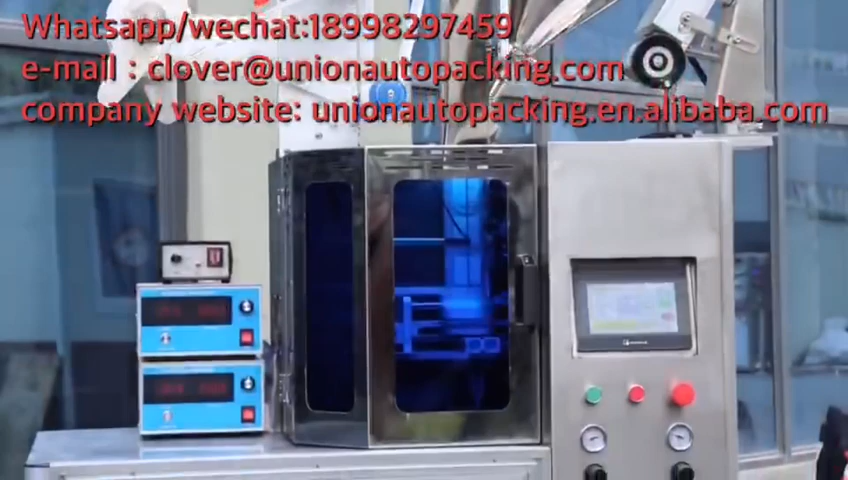 Whatsapp/wechat:18998297459
e-mail : clover@unionautopacking.com
company website: unionautopacking.en.alibaba.com